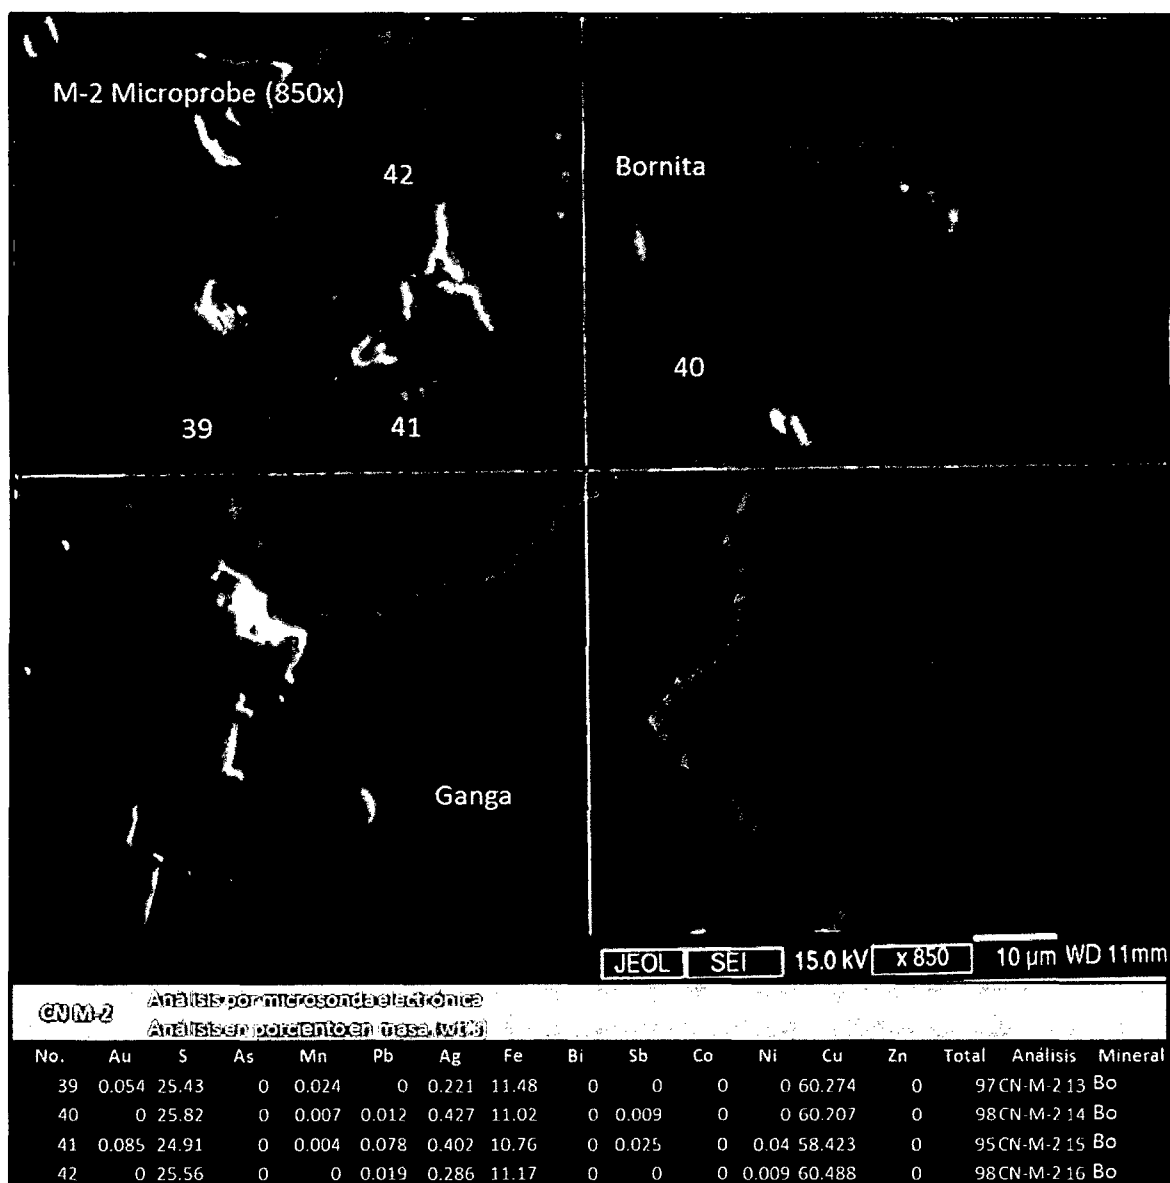 M-2 Microprobe (850x)
42
Bornita
40
39
41
Ganga
JEOL SEI 15.0 kV x 850 10 µm WD 11mm
CN M-2 Análisis por microsonda electrónica
Análisis en porciento en masa, (wt%)
No. Au S As Mn Pb Ag Fe Bi Sb Co Ni Cu Zn Total Análisis Mineral
39 0.054 25.43 0 0.024 0 0.221 11.48 0 0 0 0 60.274 0 97 CN-M-2 13 Bo
40 0 25.82 0 0.007 0.012 0.427 11.02 0 0.009 0 0 60.207 0 98 CN-M-2 14 Bo
41 0.085 24.91 0 0.004 0.078 0.402 10.76 0 0.025 0 0.04 58.423 0 95 CN-M-2 15 Bo
42 0 25.56 0 0 0.019 0.286 11.17 0 0 0 0.009 60.488 0 98 CN-M-2 16 Bo